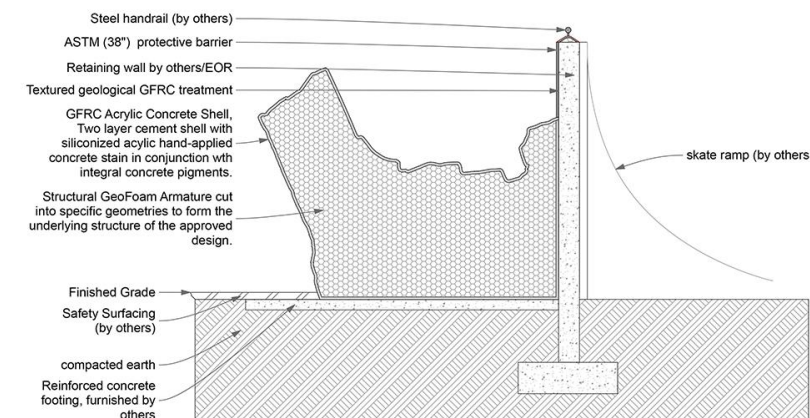 Steel handrail (by others)
ASTM (38") protective barrier
Retaining wall by others/EOR
Textured geological GFRC treatment
GFRC Acrylic Concrete Shell,
Two layer cement shell with
siliconized acylic hand-applied
concrete stain in conjunction wth
integral concrete pigments.
skate ramp (by others
Structural GeoFoam Armature cut
into specific geometries to form the
underlying structure of the approved
design.
Finished Grade
Safety Surfacing
(by others)
compacted earth
Reinforced concrete
footing, furnished by
others